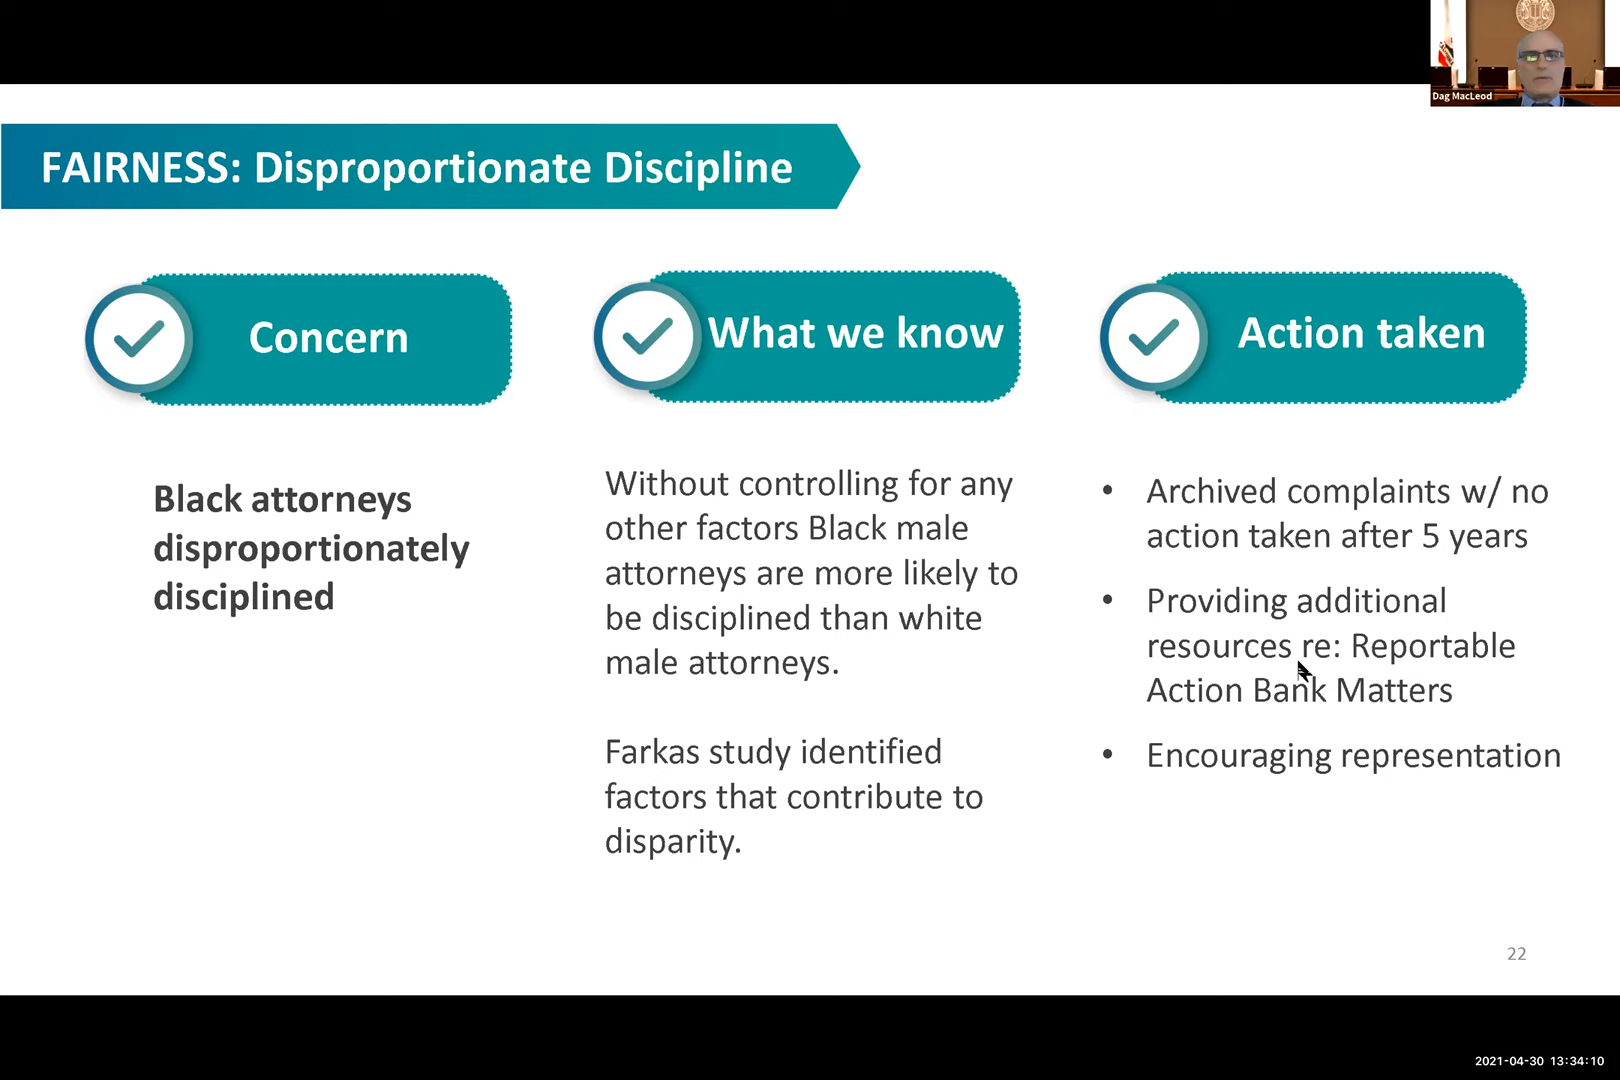 Dag MacLeod
FAIRNESS: Disproportionate Discipline
Concern
Black attorneys
disproportionately
disciplined
What we know
Without controlling for any
other factors Black male
attorneys are more likely to
be disciplined than white
male attorneys.
Farkas study identified
factors that contribute to
disparity.
Action taken
• Archived complaints w/ no
action taken after 5 years
• Providing additional
resources re: Reportable
Action Bank Matters
• Encouraging representation
22
2021-04-30 13:34:10